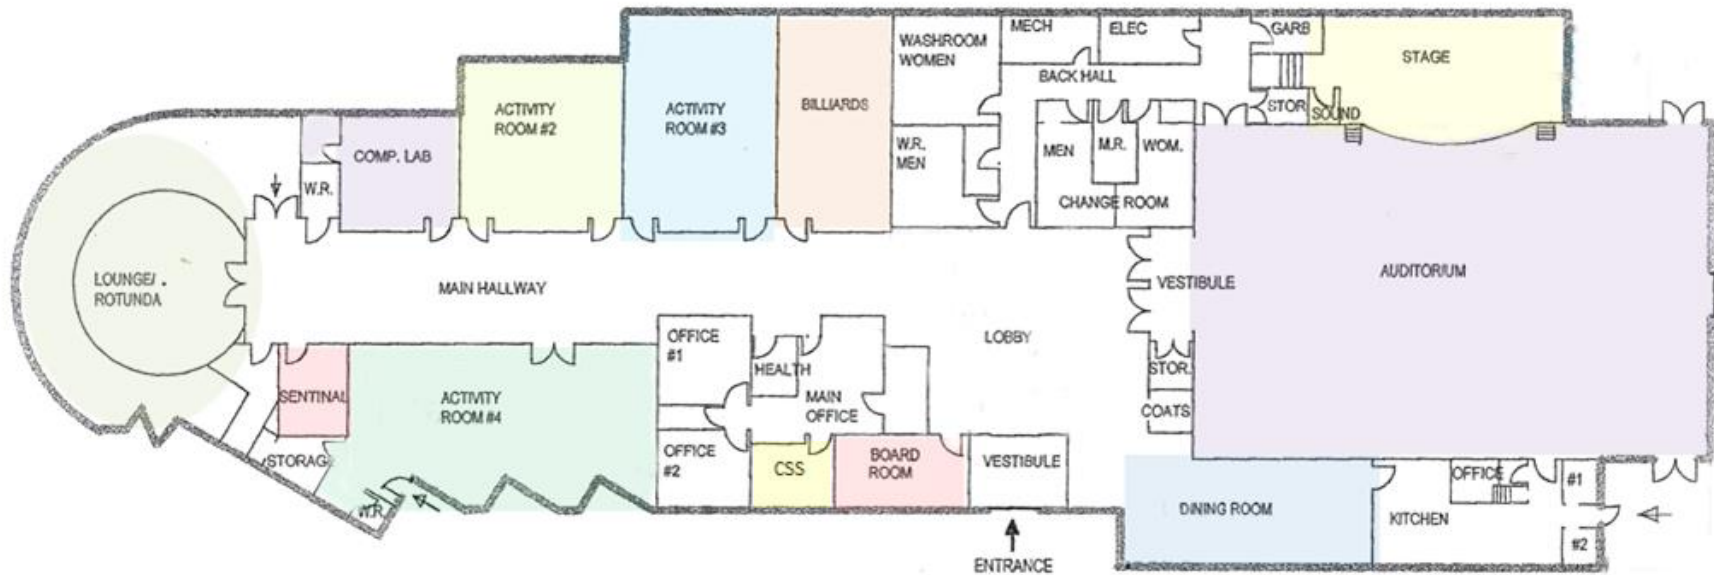 MECH
ELEC
GARB
WASHROOM
WOMEN
STAGE
BACK HALL
ACTIVITY
ROOM #2
ACTIVITY
ROOM #3
BILLIARDS
STOR
SOUND
COMP. LAB
W.R.
MEN
MEN
M.R.
WOM.
W.R.
CHANGE ROOM
LOUNGE/.
ROTUNDA
MAIN HALLWAY
VESTIBULE
AUDITORIUM
OFFICE
#1
LOBBY
HEALTH
STOR.
SENTINAL
ACTIVITY
ROOM #4
MAIN
OFFICE
COATS
STORAG
OFFICE
#2
CSS
BOARD
ROOM
VESTIBULE
OFFICE
#1
W.R.
DINING ROOM
KITCHEN
#2
ENTRANCE